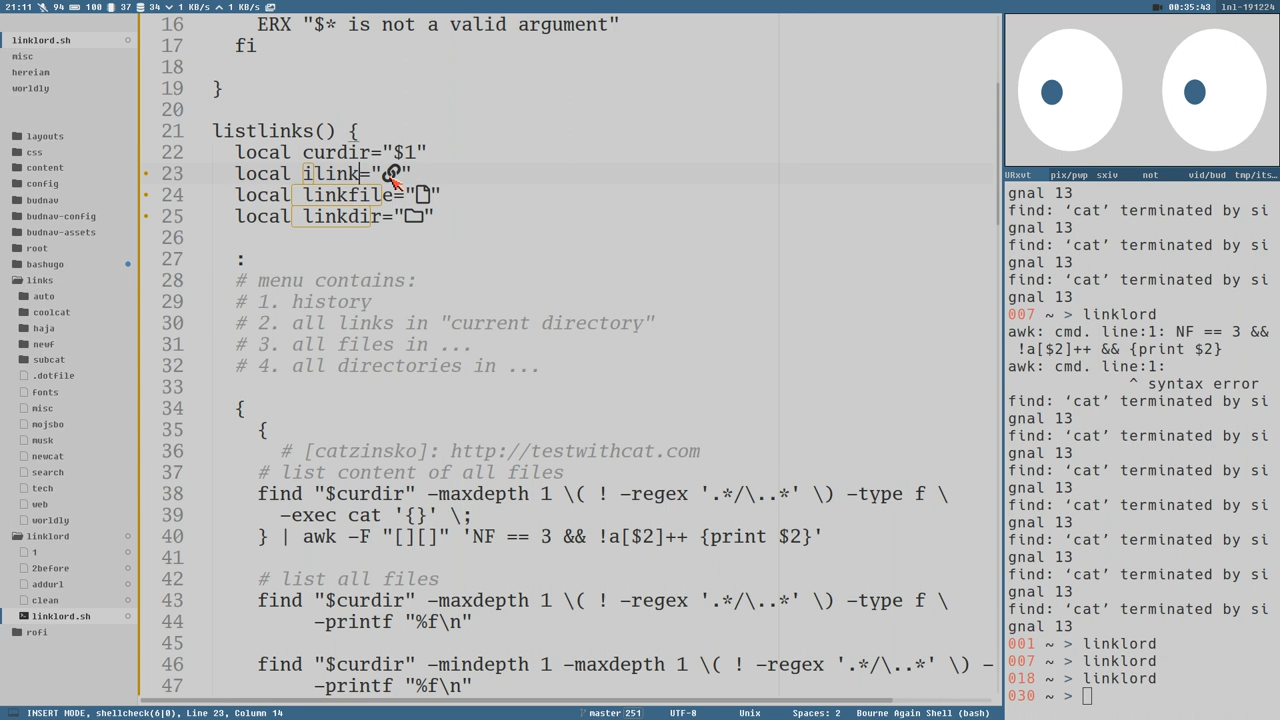 21:11 94 100 37 34 1 KB/s 1 KB/s
00:35:43 lnl-191224
linklord.sh
misc
hereiam
worldly
layouts
css
content
config
budnav
budnav-config
budnav-assets
root
bashugo
links
auto
coolcat
haja
newf
subcat
.dotfile
fonts
misc
mojsbo
musk
newcat
search
tech
web
worldly
linklord
1
2before
addurl
clean
linklord.sh
rofi
16 ERX "$* is not a valid argument"
17 fi
18
19 }
20
21 listlinks() {
22 local curdir="$1"
23 local ilink="🔗"
24 local linkfile=""
25 local linkdir=""
26
27 :
28 # menu contains:
29 # 1. history
30 # 2. all links in "current directory"
31 # 3. all files in ...
32 # 4. all directories in ...
33
34 {
35 {
36 # [catzinsko]: http://testwithcat.com
37 # list content of all files
38 find "$curdir" -maxdepth 1 \( ! -regex '.*/\..*' \) -type f \
39 -exec cat '{}' \;
40 } | awk -F "[][]" 'NF == 3 && !a[$2]++ {print $2}'
41
42 # list all files
43 find "$curdir" -maxdepth 1 \( ! -regex '.*/\..*' \) -type f \
44 -printf "%f\n"
45
46 find "$curdir" -mindepth 1 -maxdepth 1 \( ! -regex '.*/\..*' \) -
47 -printf "%f\n"
INSERT MODE, shellcheck(6|0), Line 23, Column 14
master 251 UTF-8 Unix Spaces: 2 Bourne Again Shell (bash)
URxvt pix/pvp sxiv not vid/bud tmp/its…
gnal 13
find: ‘cat’ terminated by si
gnal 13
find: ‘cat’ terminated by si
gnal 13
find: ‘cat’ terminated by si
gnal 13
007 ~ > linklord
awk: cmd. line:1: NF == 3 &&
!a[$2]++ && {print $2}
awk: cmd. line:1:
^ syntax error
find: ‘cat’ terminated by si
gnal 13
find: ‘cat’ terminated by si
gnal 13
find: ‘cat’ terminated by si
gnal 13
find: ‘cat’ terminated by si
gnal 13
find: ‘cat’ terminated by si
gnal 13
find: ‘cat’ terminated by si
gnal 13
find: ‘cat’ terminated by si
gnal 13
001 ~ > linklord
007 ~ > linklord
018 ~ > linklord
030 ~ >